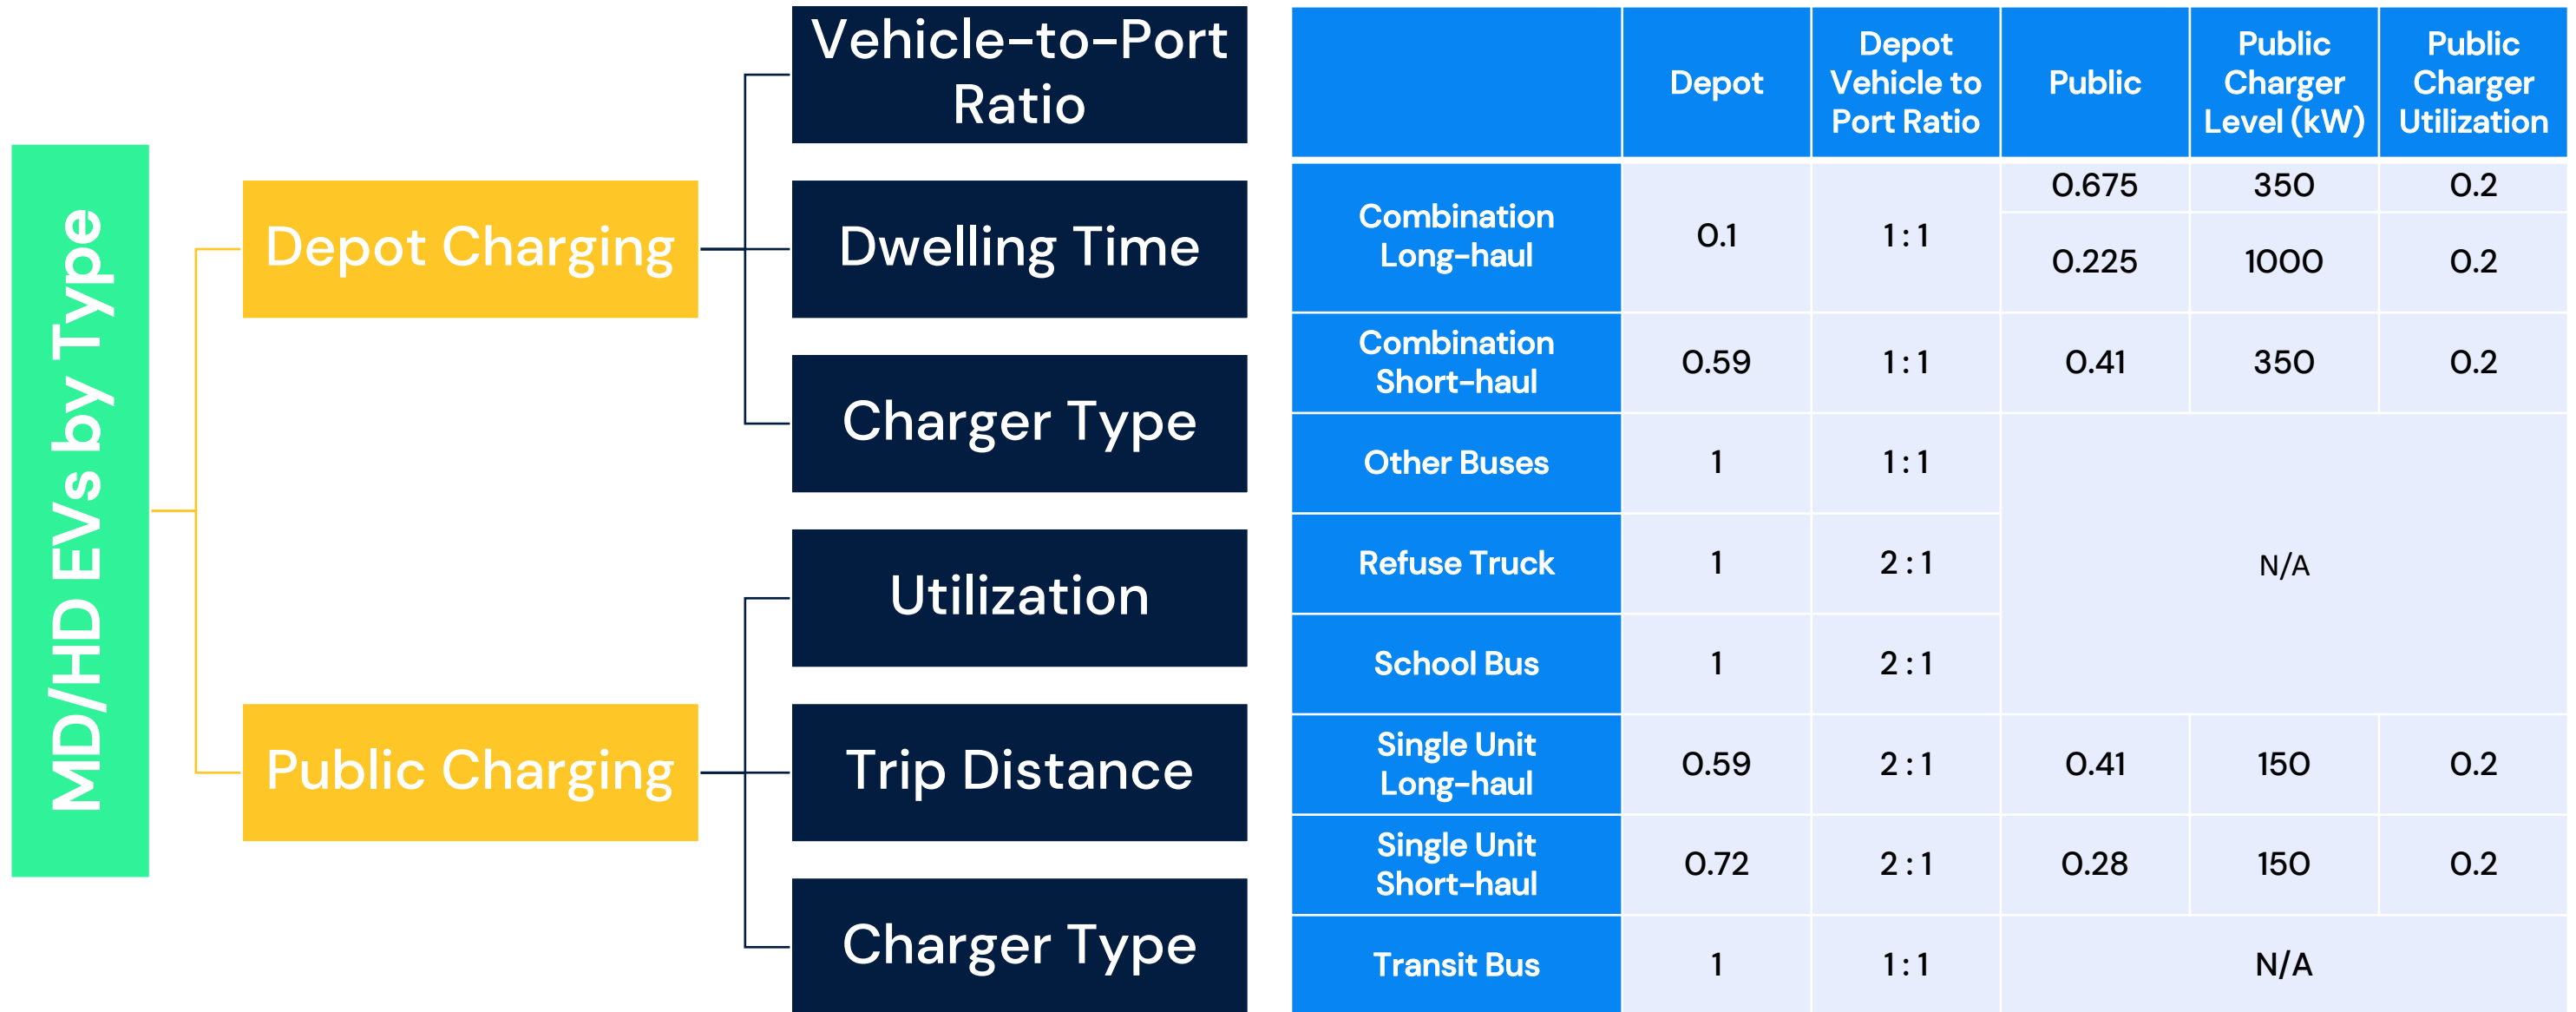 MD/HD EVs by Type
Depot Charging
Public Charging
Vehicle-to-Port
Ratio
Dwelling Time
Charger Type
Utilization
Trip Distance
Charger Type
Depot
Depot
Vehicle to
Port Ratio
Public
Public
Charger
Level (kW)
Public
Charger
Utilization
Combination
Long-haul
0.1
1 : 1
0.675
350
0.2
0.225
1000
0.2
Combination
Short-haul
0.59
1 : 1
0.41
350
0.2
Other Buses
1
1 : 1
Refuse Truck
1
2 : 1
N/A
School Bus
1
2 : 1
Single Unit
Long-haul
0.59
2 : 1
0.41
150
0.2
Single Unit
Short-haul
0.72
2 : 1
0.28
150
0.2
Transit Bus
1
1 : 1
N/A